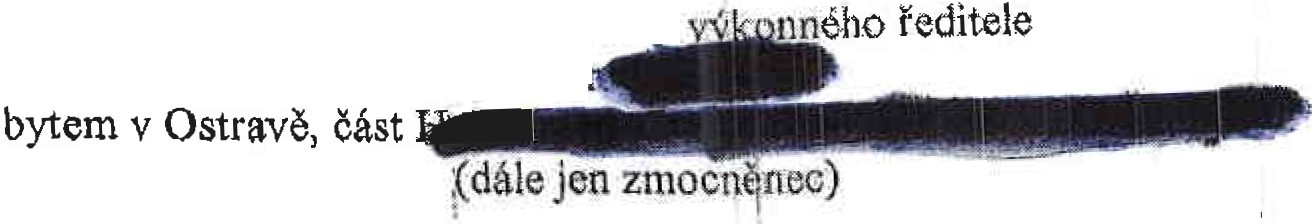 výkonného ředitele
bytem v Ostravě, část H
(dále jen zmocněnec)